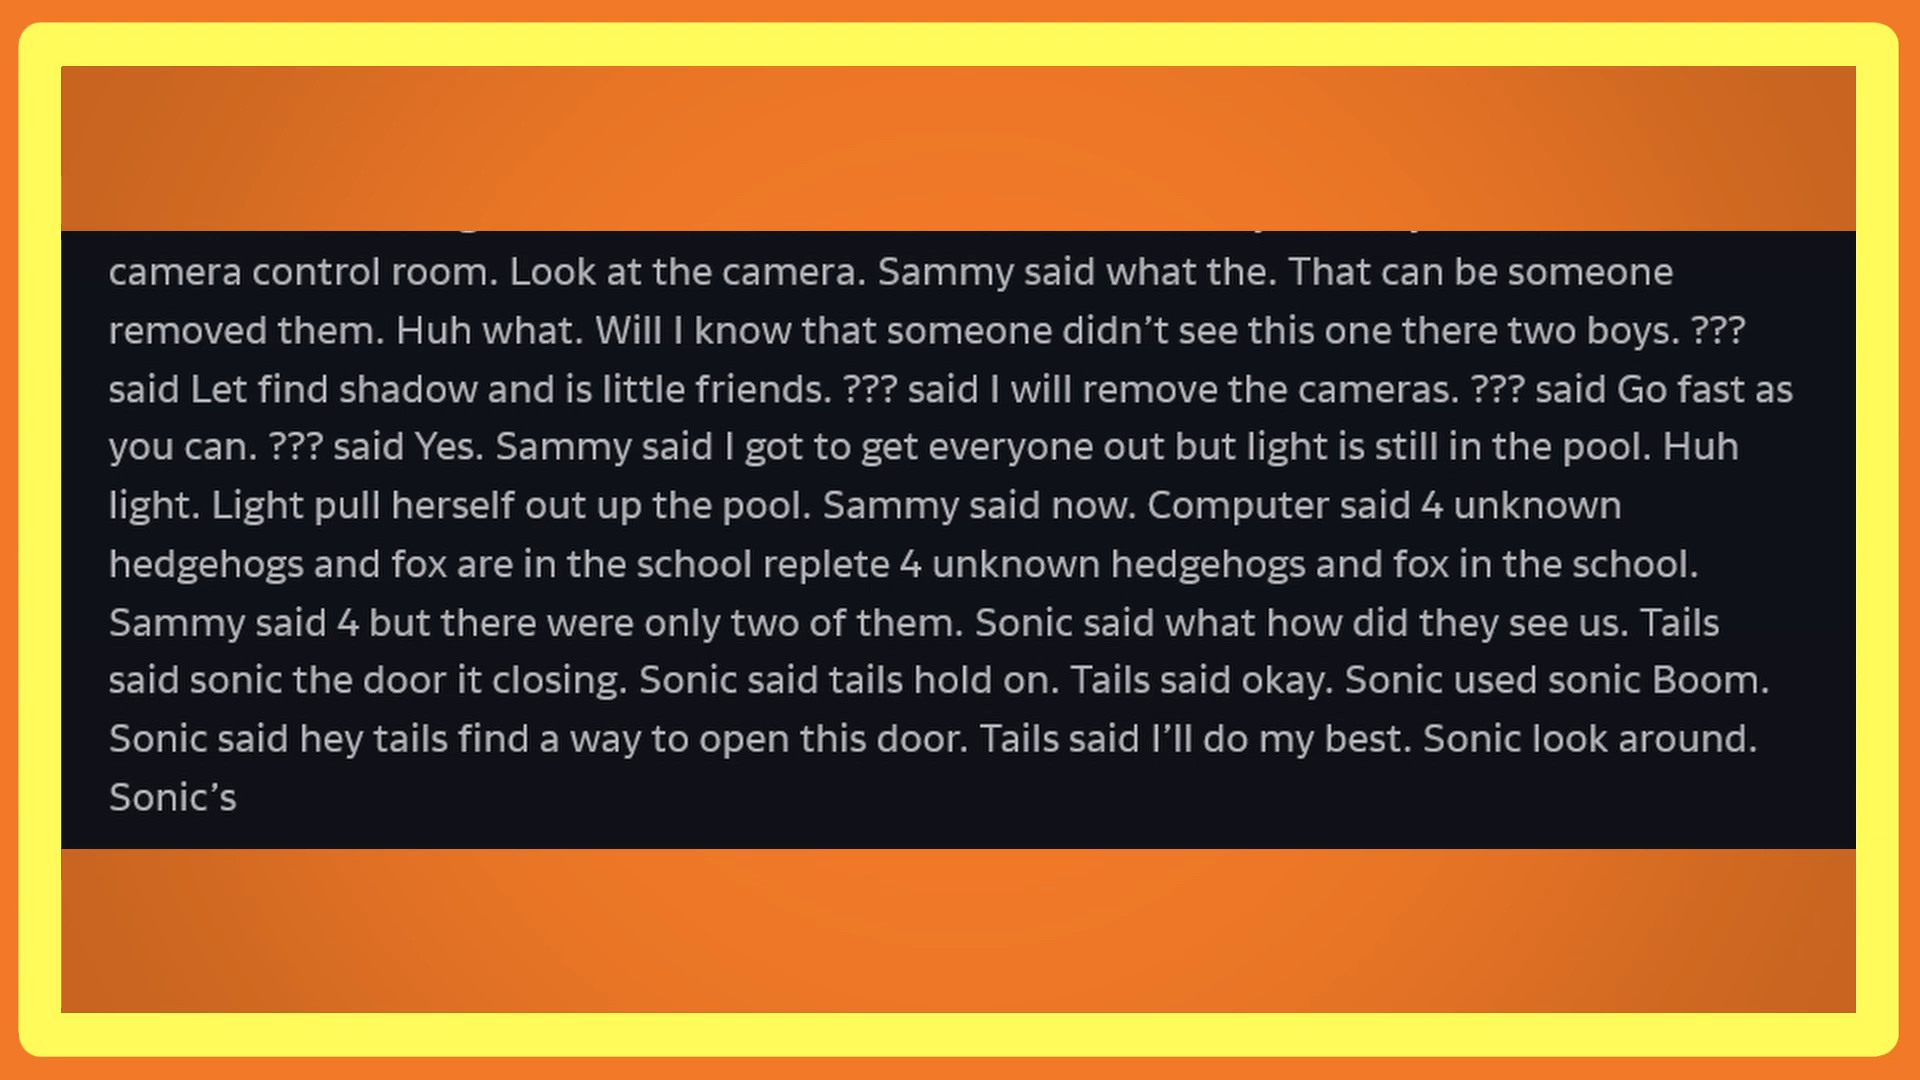 camera control room. Look at the camera. Sammy said what the. That can be someone
removed them. Huh what. Will I know that someone didn’t see this one there two boys. ???
said Let find shadow and is little friends. ??? said I will remove the cameras. ??? said Go fast as
you can. ??? said Yes. Sammy said I got to get everyone out but light is still in the pool. Huh
light. Light pull herself out up the pool. Sammy said now. Computer said 4 unknown
hedgehogs and fox are in the school replete 4 unknown hedgehogs and fox in the school.
Sammy said 4 but there were only two of them. Sonic said what how did they see us. Tails
said sonic the door it closing. Sonic said tails hold on. Tails said okay. Sonic used sonic Boom.
Sonic said hey tails find a way to open this door. Tails said I’ll do my best. Sonic look around.
Sonic’s